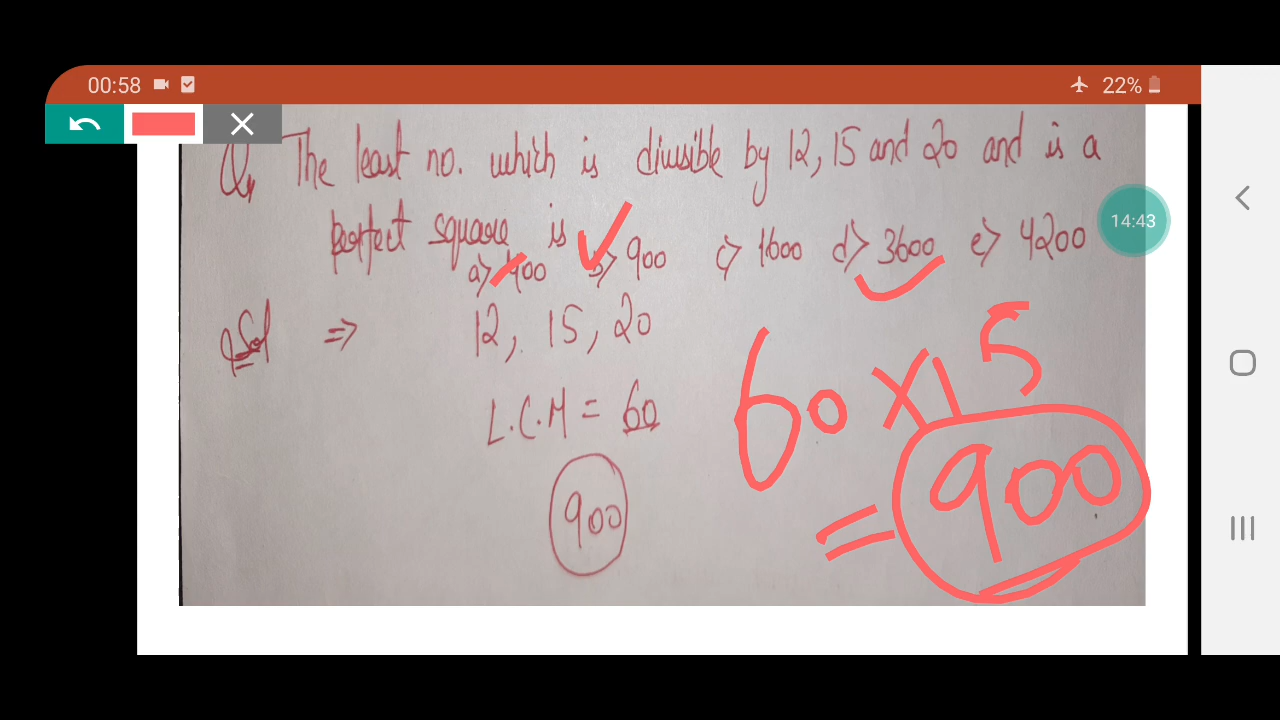 00:58
22%
Q, The least no. which is divisible by 12, 15 and 20 and is a
perfect square is
a> 400 b> 900 c> 1600 d> 3600 e> 4200
14:43
Sol ⇒ 12, 15, 20
L.C.M = 60
900
60 × 15
= 900